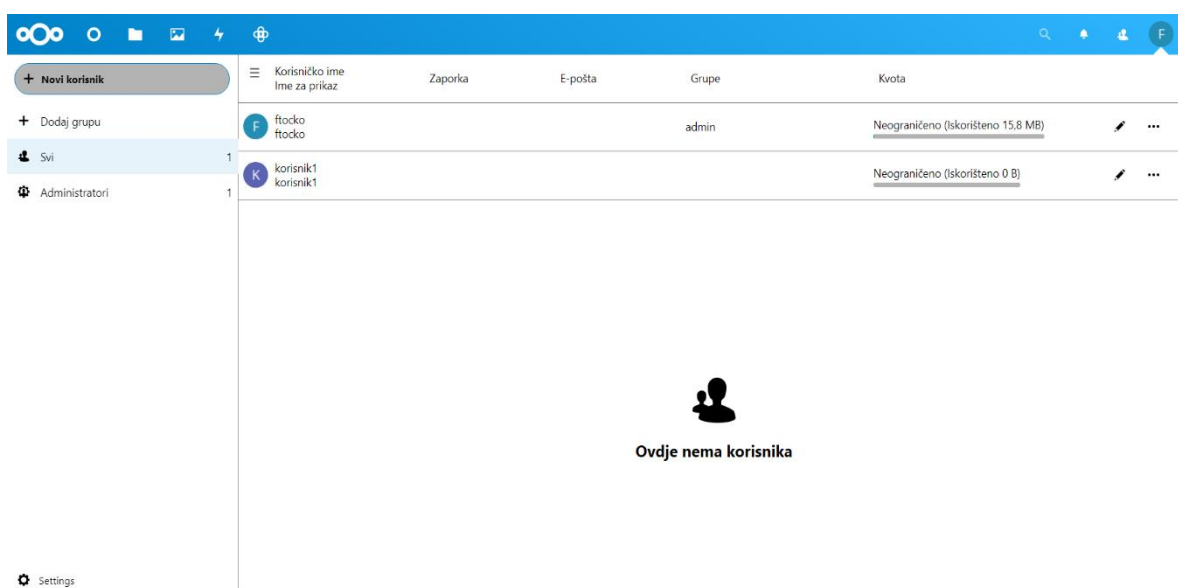 F
+ Novi korisnik
+ Dodaj grupu
Svi 1
Administratori 1
Settings
Korisničko ime
Ime za prikaz
Zaporka
E-pošta
Grupe
Kvota
F
ftocko
ftocko
admin
Neograničeno (Iskorišteno 15,8 MB)
K
korisnik1
korisnik1
Neograničeno (Iskorišteno 0 B)
Ovdje nema korisnika